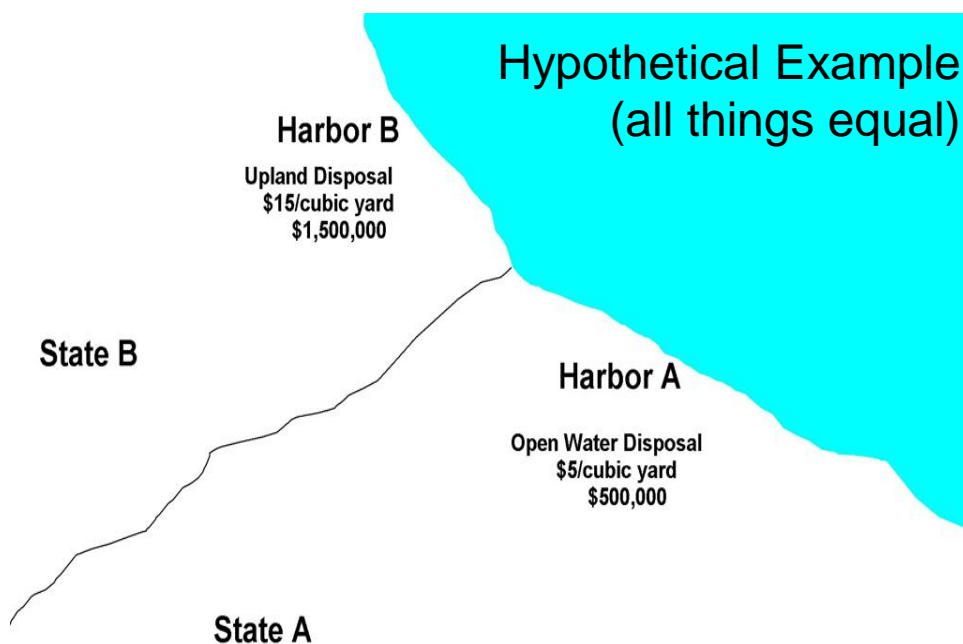 Hypothetical Example
(all things equal)
Harbor B
Upland Disposal
$15/cubic yard
$1,500,000
State B
Harbor A
Open Water Disposal
$5/cubic yard
$500,000
State A